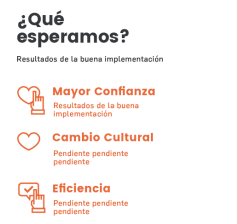 ¿Qué
esperamos?
Resultados de la buena implementación
Mayor Confianza
Resultados de la buena
implementación
Cambio Cultural
Pendiente pendiente
pendiente
Eficiencia
Pendiente pendiente
pendiente